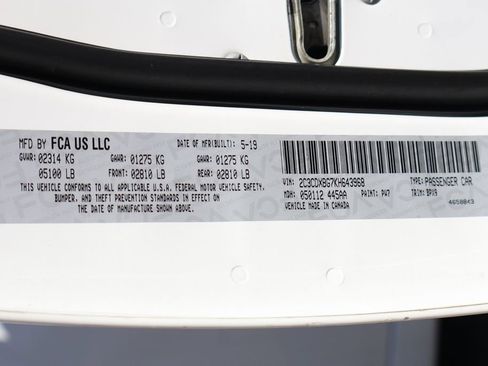 MFD BY FCA US LLC DATE OF MFR(BUILT): 5-19
GVWR: 02314 KG GAWR: 01275 KG GAWR: 01275 KG
05100 LB FRONT: 02810 LB REAR: 02810 LB
THIS CAR CONFORMS TO ALL APPLICABLE U.S.A. FEDERAL MOTOR VEHICLE SAFETY,
BUMPER, AND THEFT PREVENTION STANDARDS IN EFFECT ON
THE DATE OF MANUFACTURE SHOWN ABOVE.
VIN: 2C3CDXBG7KH643968 TYPE: PASSENGER CAR
MDH: 050112 445AA PAINT: PW7 TRIM: BPX9
VEHICLE MADE IN CANADA 4658843